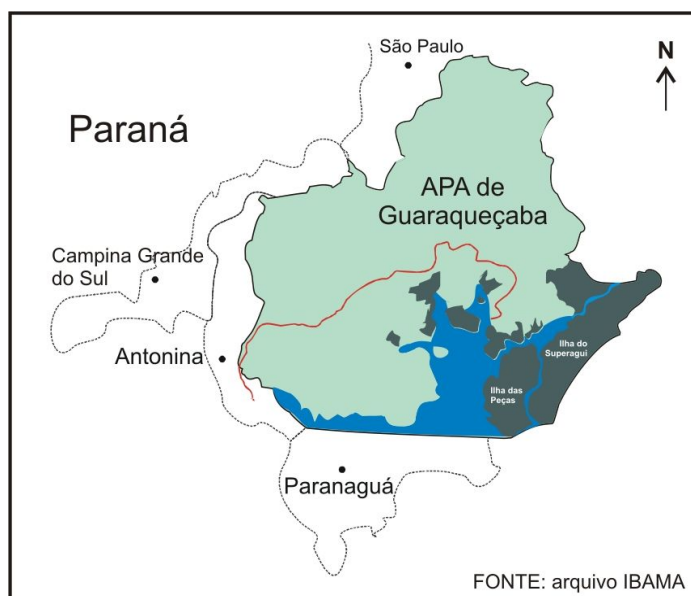 São Paulo
N
Paraná
APA de
Guaraqueçaba
Campina Grande
do Sul
Ilha do
Superagui
Antonina
Ilha das
Peças
Paranaguá
FONTE: arquivo IBAMA